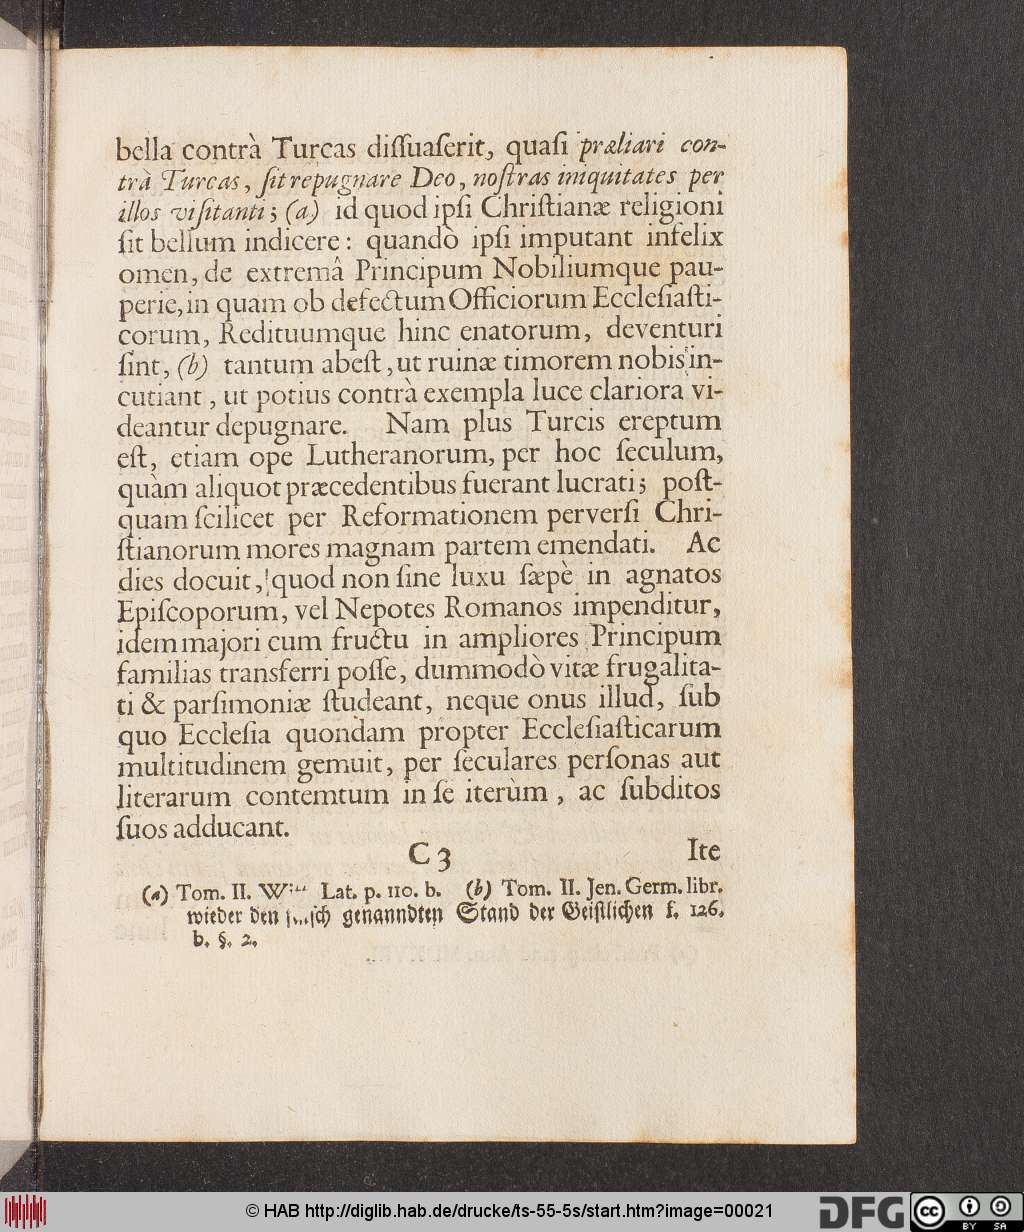 bella contrà Turcas diſſuaſerit, quaſi præliari con-
trà Turcas, ſit repugnare Deo, noſtras iniquitates per
illos viſitanti; (a) id quod ipſi Chriſtianæ religioni
ſit bellum indicere: quandò ipſi imputant infelix
omen, de extremâ Principum Nobiliumque pau-
perie, in quam ob defectum Officiorum Eccleſiaſti-
corum, Redituumque hinc enatorum, deventuri
ſint, (b) tantum abeſt, ut ruinæ timorem nobis in-
cutiant, ut potius contrà exempla luce clariora vi-
deantur depugnare. Nam plus Turcis ereptum
eſt, etiam ope Lutheranorum, per hoc ſeculum,
quàm aliquot præcedentibus fuerant lucrati; poſt-
quam ſcilicet per Reformationem perverſi Chri-
ſtianorum mores magnam partem emendati. Ac
dies docuit, quod non ſine luxu ſæpè in agnatos
Epiſcoporum, vel Nepotes Romanos impenditur,
idem majori cum fructu in ampliores Principum
familias transferri poſſe, dummodò vitæ frugalita-
ti & parſimoniæ ſtudeant, neque onus illud, ſub
quo Eccleſia quondam propter Eccleſiaſticarum
multitudinem gemuit, per ſeculares perſonas aut
literarum contemtum in ſe iterùm, ac ſubditos
ſuos adducant.
C 3 Ite
(a) Tom. II. Lat. p. 110. b. (b) Tom. II. Jen. Germ. libr.
wieder den genanndten Stand der Geiſtlichen f. 126.
b. §. 2.
© HAB http://diglib.hab.de/drucke/ts-55-5s/start.htm?image=00021
DFG
cc BY SA